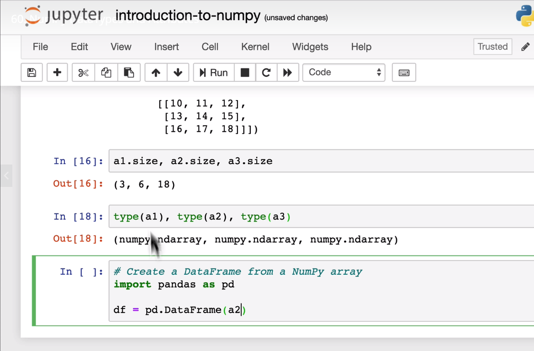 jupyter introduction-to-numpy (unsaved changes)
File Edit View Insert Cell Kernel Widgets Help Trusted
Run Code
[[10, 11, 12],
[13, 14, 15],
[16, 17, 18]]])
In [16]: a1.size, a2.size, a3.size
Out[16]: (3, 6, 18)
In [18]: type(a1), type(a2), type(a3)
Out[18]: (numpy.ndarray, numpy.ndarray, numpy.ndarray)
In [ ]: # Create a DataFrame from a NumPy array
import pandas as pd
df = pd.DataFrame(a2)